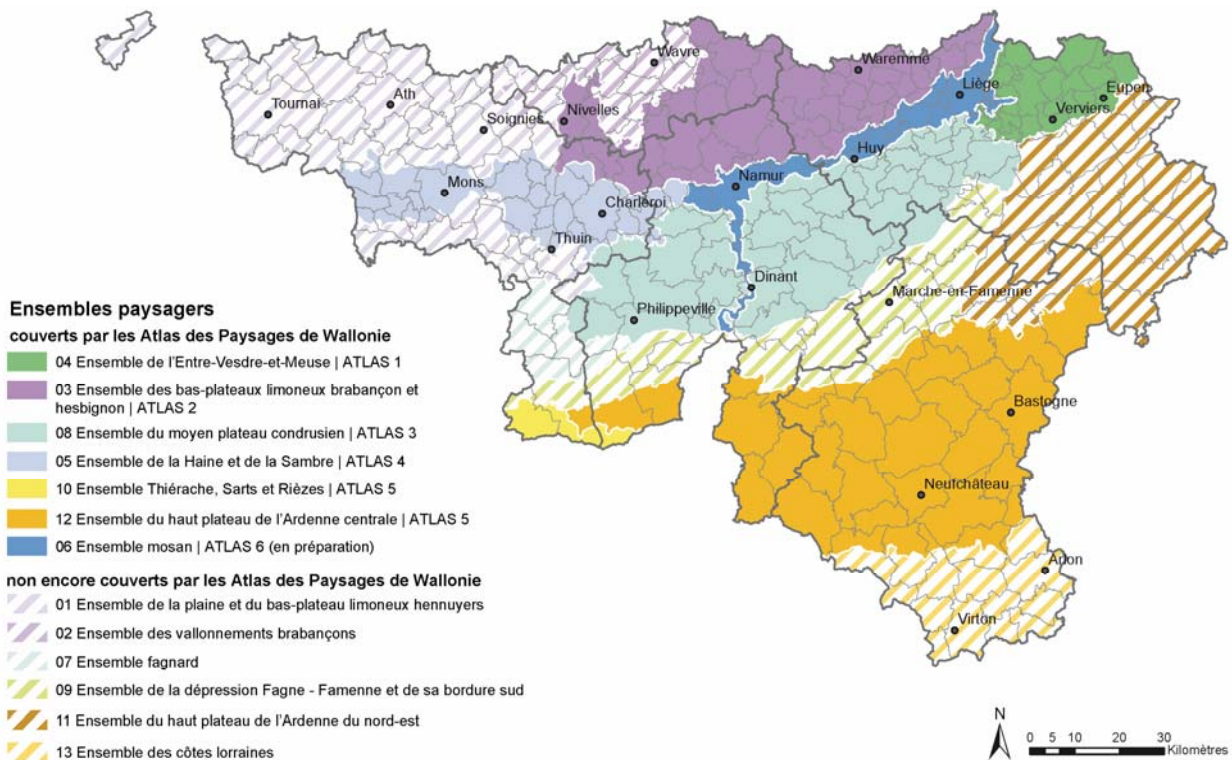 Wavre
Waremme
Liège
Eupen
Tournai
Ath
Soignies
Nivelles
Verviers
Huy
Mons
Namur
Charleroi
Thuin
Dinant
Marche-en-Famenne
Philippeville
Bastogne
Neufchâteau
Arlon
Virton
Ensembles paysagers
couverts par les Atlas des Paysages de Wallonie
04 Ensemble de l'Entre-Vesdre-et-Meuse | ATLAS 1
03 Ensemble des bas-plateaux limoneux brabançon et
hesbignon | ATLAS 2
08 Ensemble du moyen plateau condrusien | ATLAS 3
05 Ensemble de la Haine et de la Sambre | ATLAS 4
10 Ensemble Thiérache, Sarts et Rièzes | ATLAS 5
12 Ensemble du haut plateau de l'Ardenne centrale | ATLAS 5
06 Ensemble mosan | ATLAS 6 (en préparation)
non encore couverts par les Atlas des Paysages de Wallonie
01 Ensemble de la plaine et du bas-plateau limoneux hennuyers
02 Ensemble des vallonnements brabançons
07 Ensemble fagnard
09 Ensemble de la dépression Fagne - Famenne et de sa bordure sud
11 Ensemble du haut plateau de l'Ardenne du nord-est
13 Ensemble des côtes lorraines
N
0 5 10 20 30
Kilomètres